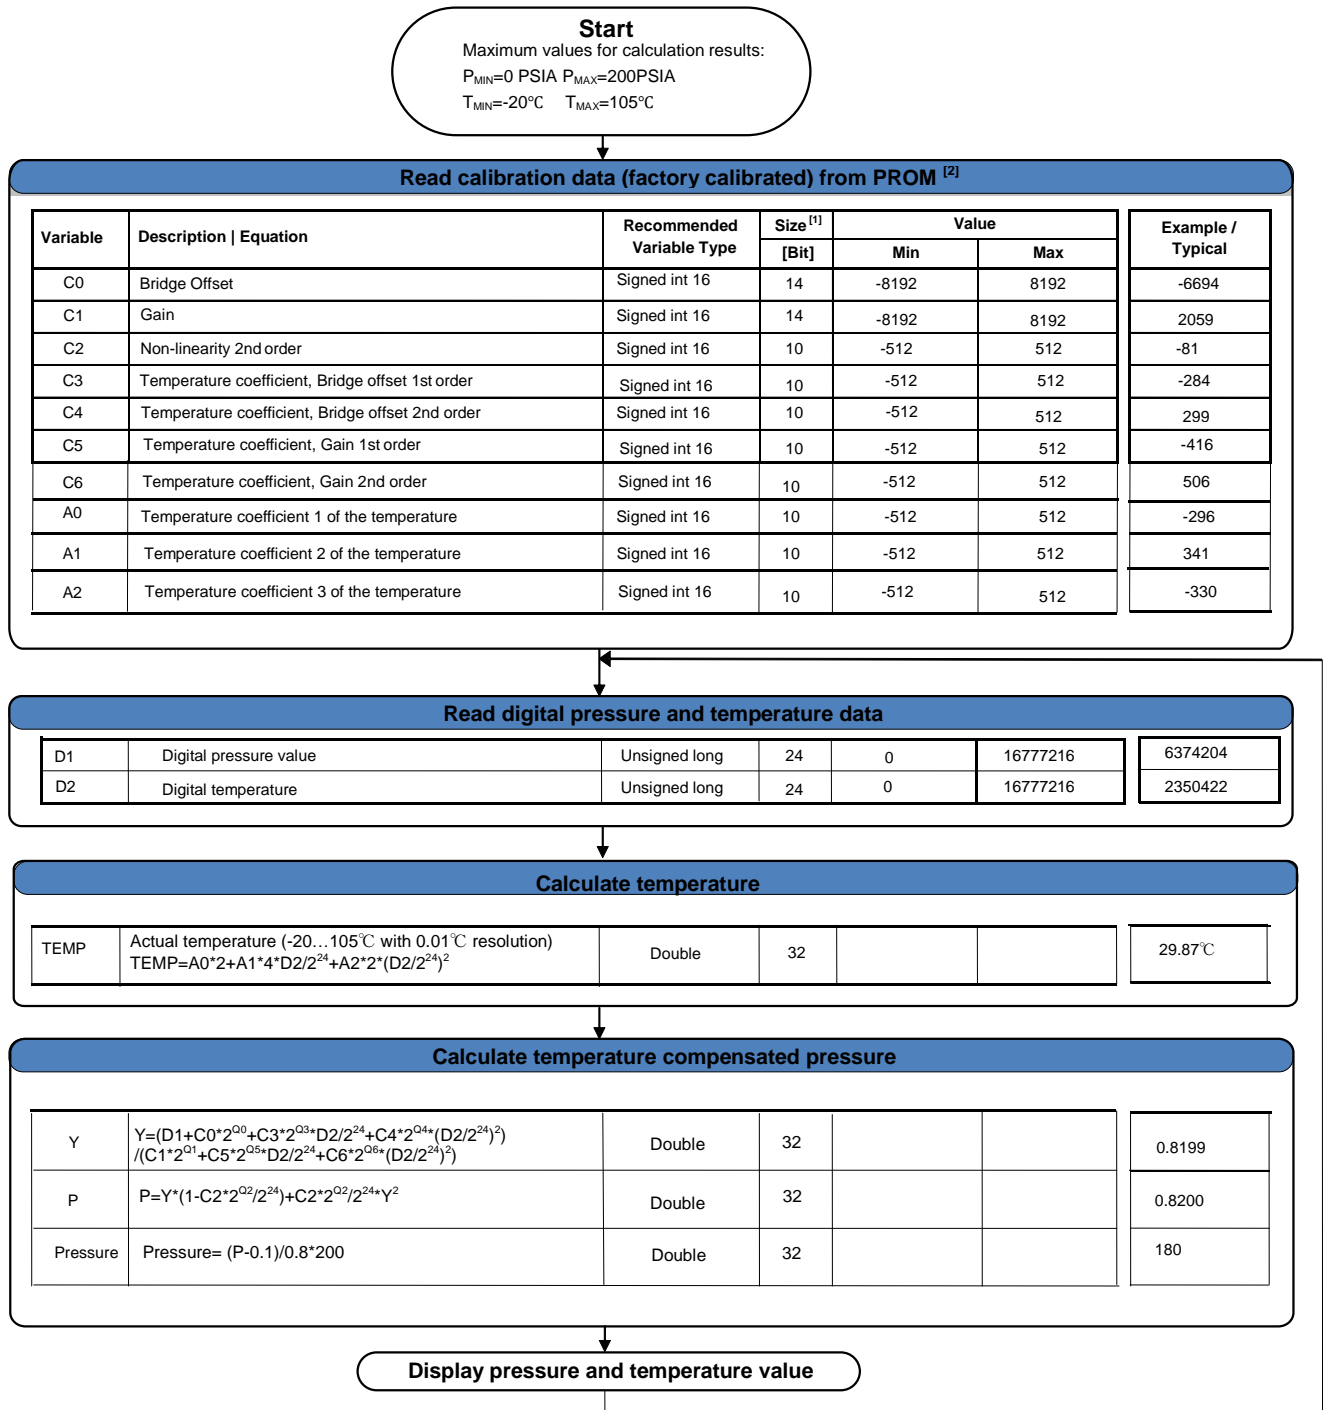 Start
Maximum values for calculation results:
PMIN=0 PSIA PMAX=200PSIA
TMIN=-20℃ TMAX=105℃
Read calibration data (factory calibrated) from PROM [2]
Variable Description | Equation Recommended Variable Type Size[1] [Bit] Value Min Max Example / Typical
C0 Bridge Offset Signed int 16 14 -8192 8192 -6694
C1 Gain Signed int 16 14 -8192 8192 2059
C2 Non-linearity 2nd order Signed int 16 10 -512 512 -81
C3 Temperature coefficient, Bridge offset 1st order Signed int 16 10 -512 512 -284
C4 Temperature coefficient, Bridge offset 2nd order Signed int 16 10 -512 512 299
C5 Temperature coefficient, Gain 1st order Signed int 16 10 -512 512 -416
C6 Temperature coefficient, Gain 2nd order Signed int 16 10 -512 512 506
A0 Temperature coefficient 1 of the temperature Signed int 16 10 -512 512 -296
A1 Temperature coefficient 2 of the temperature Signed int 16 10 -512 512 341
A2 Temperature coefficient 3 of the temperature Signed int 16 10 -512 512 -330
Read digital pressure and temperature data
D1 Digital pressure value Unsigned long 24 0 16777216 6374204
D2 Digital temperature Unsigned long 24 0 16777216 2350422
Calculate temperature
TEMP Actual temperature (-20…105℃ with 0.01℃ resolution) Double 32 29.87℃
TEMP=A0*2+A1*4*D2/2^24+A2*2*(D2/2^24)^2
Calculate temperature compensated pressure
Y Y=(D1+C0*2^Q0+C3*2^Q3*D2/2^24+C4*2^Q4*(D2/2^24)^2) Double 32 0.8199
/(C1*2^Q1+C5*2^Q5*D2/2^24+C6*2^Q6*(D2/2^24)^2)
P P=Y*(1-C2*2^Q2/2^24)+C2*2^Q2/2^24*Y^2 Double 32 0.8200
Pressure Pressure= (P-0.1)/0.8*200 Double 32 180
Display pressure and temperature value